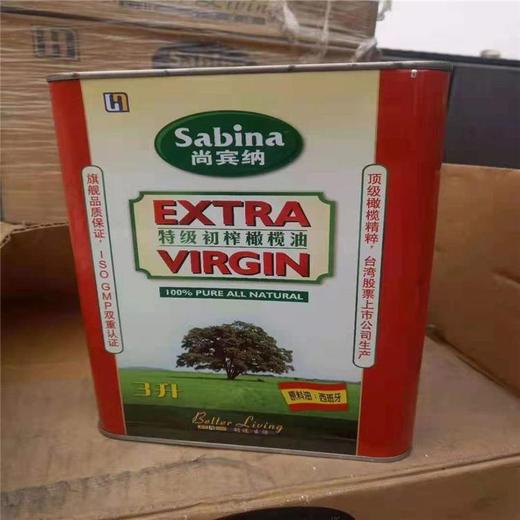 Better Living
Sabina
尚宾纳
EXTRA
特级初榨橄榄油
VIRGIN
100% PURE ALL NATURAL
旗舰品质保证，ISO GMP双重认证
顶级橄榄精粹，台湾股票上市公司生产
3升
原料油：西班牙
Better Living